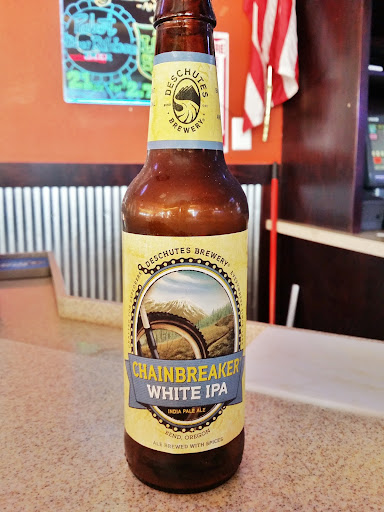 DESCHUTES
BREWERY
DESCHUTES BREWERY
CHAINBREAKER
WHITE IPA
INDIA PALE ALE
BEND, OREGON
ALE BREWED WITH SPICES